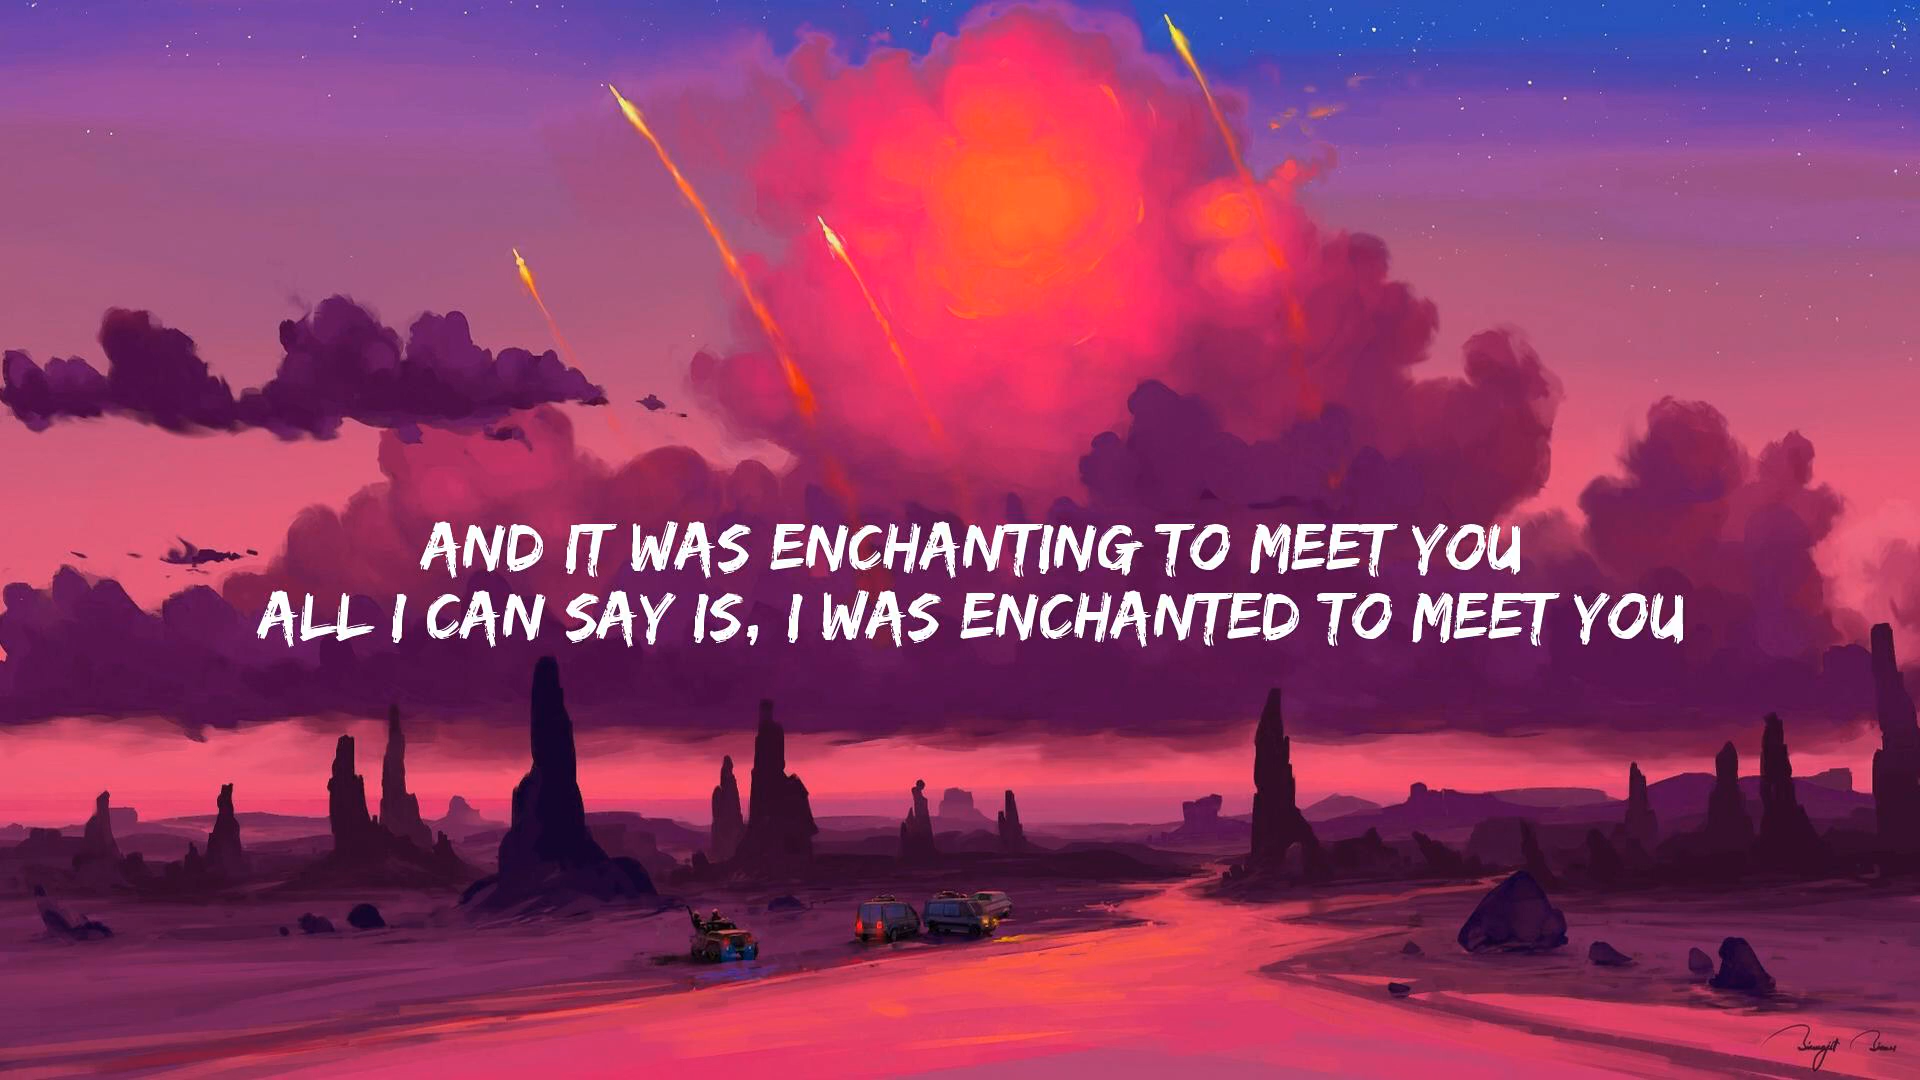 AND IT WAS ENCHANTING TO MEET YOU
ALL I CAN SAY IS, I WAS ENCHANTED TO MEET YOU